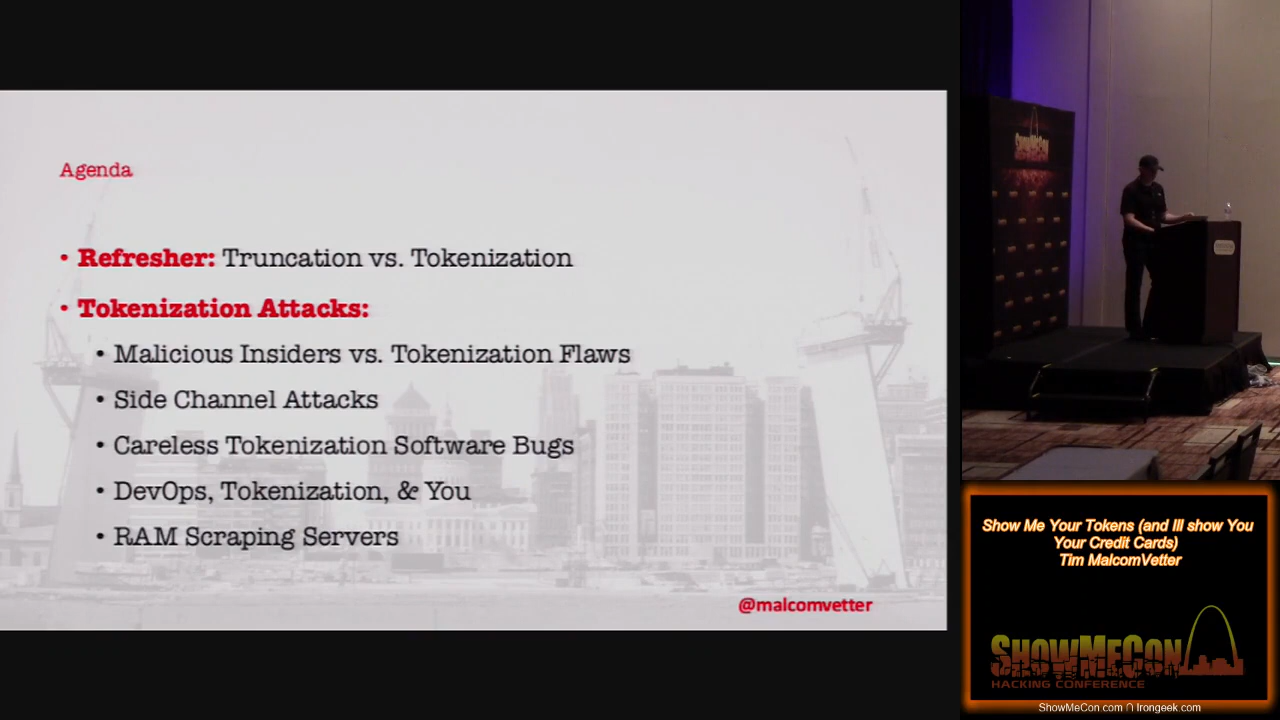 Agenda
• Refresher: Truncation vs. Tokenization
• Tokenization Attacks:
• Malicious Insiders vs. Tokenization Flaws
• Side Channel Attacks
• Careless Tokenization Software Bugs
• DevOps, Tokenization, & You
• RAM Scraping Servers
@malcomvetter
SHOWMECON
Show Me Your Tokens (and Ill show You
Your Credit Cards)
Tim MalcomVetter
SHOWMECON
HACKING CONFERENCE
ShowMeCon.com ∩ Irongeek.com